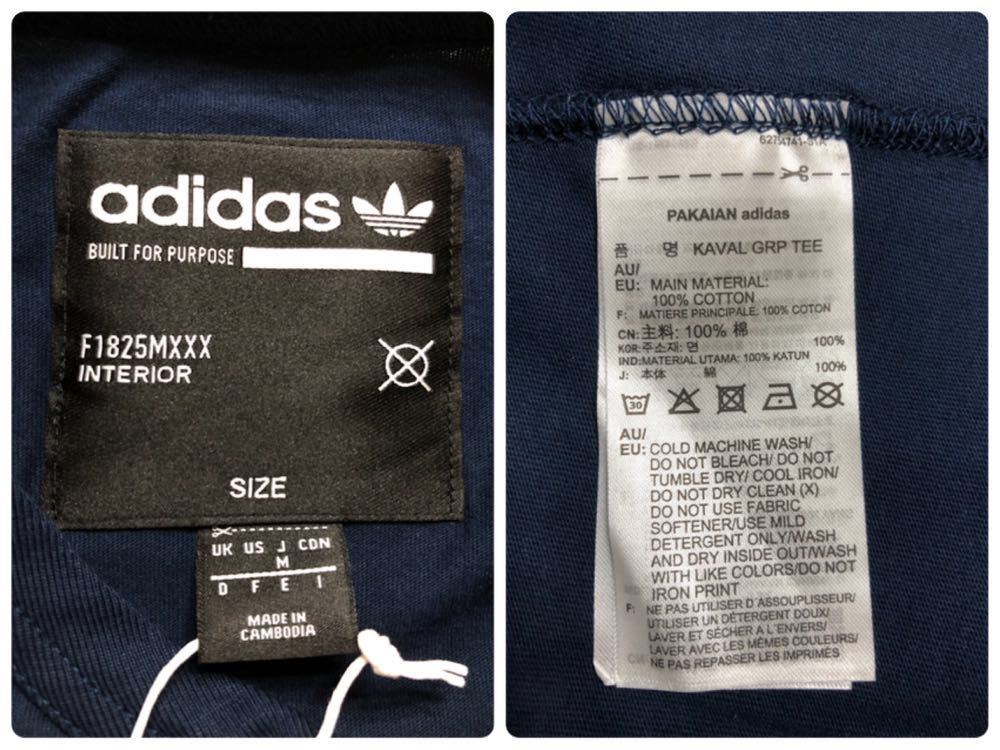 adidas
BUILT FOR PURPOSE
F1825MXXX
INTERIOR
SIZE
UK US J CDN
M
D F E I
MADE IN
CAMBODIA
PAKAIAN adidas
품 명 KAVAL GRP TEE
AU/
EU: MAIN MATERIAL:
100% COTTON
F: MATIERE PRINCIPALE: 100% COTON
CN: 主料: 100% 棉
KOR: 주소재: 면 100%
IND: MATERIAL UTAMA: 100% KATUN
J: 本体 綿 100%
30
AU/
EU: COLD MACHINE WASH/
DO NOT BLEACH/ DO NOT
TUMBLE DRY/ COOL IRON/
DO NOT DRY CLEAN (X)
DO NOT USE FABRIC
SOFTENER/USE MILD
DETERGENT ONLY/WASH
AND DRY INSIDE OUT/WASH
WITH LIKE COLORS/DO NOT
IRON PRINT
F: NE PAS UTILISER D'ASSOUPLISSEUR/
UTILISER UN DÉTERGENT DOUX/
LAVER ET SÉCHER A L'ENVERS/
LAVER AVEC LES MÊMES COULEURS/
NE PAS REPASSER LES IMPRIMÉS